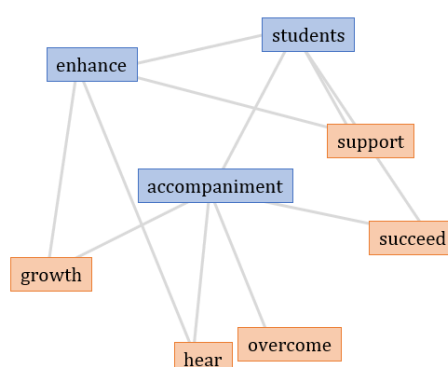 students
enhance
support
accompaniment
succeed
growth
overcome
hear